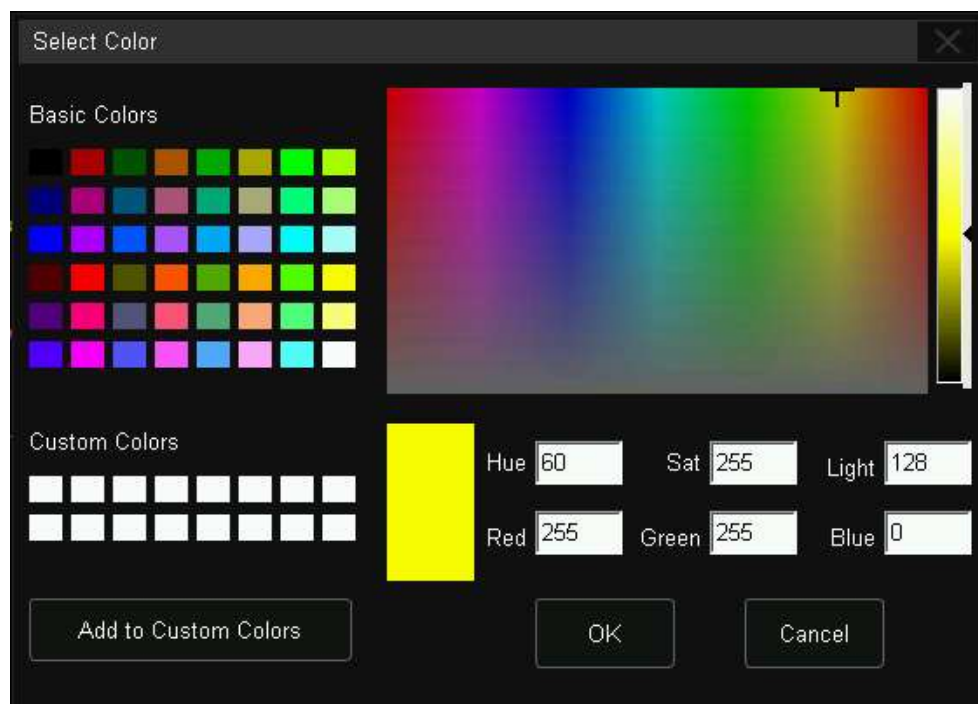 Select Color
Basic Colors
Custom Colors
Hue 60 Sat 255 Light 128
Red 255 Green 255 Blue 0
Add to Custom Colors OK Cancel